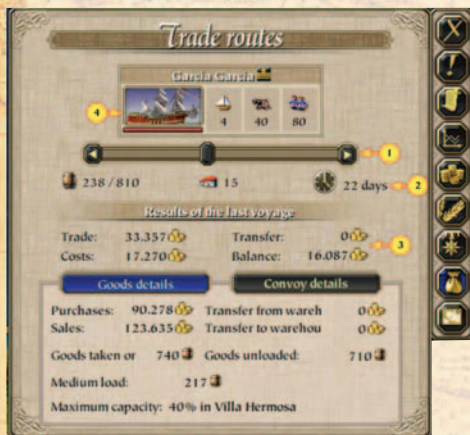 Trade routes
Garcia Garcia
4
4 40 80
1
238/810 15 22 days 2
Results of the last voyage
Trade: 33.357 Transfer: 0
3
Costs: 17.270 Balance: 16.087
Goods details Convoy details
Purchases: 90.278 Transfer from wareh 0
Sales: 123.635 Transfer to warehou 0
Goods taken or 740 Goods unloaded: 710
Medium load: 217
Maximum capacity: 40% in Villa Hermosa